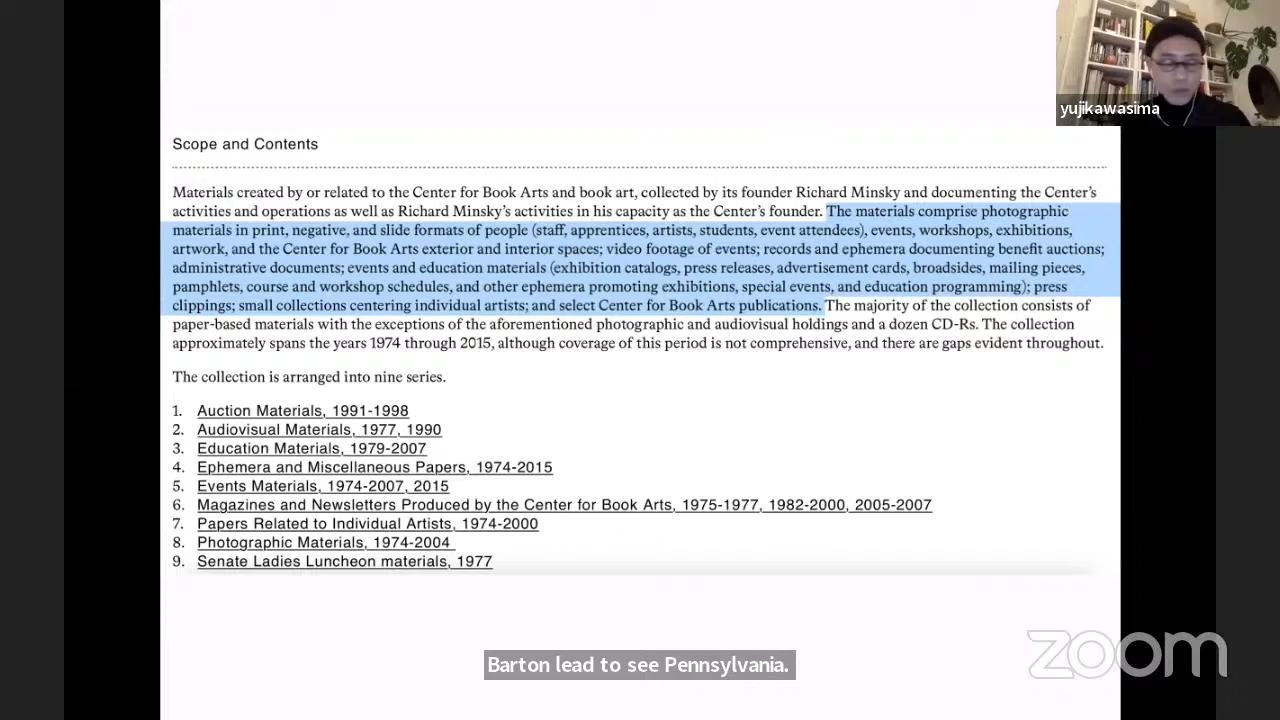 yujikawasima
Scope and Contents
Materials created by or related to the Center for Book Arts and book art, collected by its founder Richard Minsky and documenting the Center's
activities and operations as well as Richard Minsky's activities in his capacity as the Center's founder. The materials comprise photographic
materials in print, negative, and slide formats of people (staff, apprentices, artists, students, event attendees), events, workshops, exhibitions,
artwork, and the Center for Book Arts exterior and interior spaces; video footage of events; records and ephemera documenting benefit auctions;
administrative documents; events and education materials (exhibition catalogs, press releases, advertisement cards, broadsides, mailing pieces,
pamphlets, course and workshop schedules, and other ephemera promoting exhibitions, special events, and education programming); press
clippings; small collections centering individual artists; and select Center for Book Arts publications. The majority of the collection consists of
paper-based materials with the exceptions of the aforementioned photographic and audiovisual holdings and a dozen CD-Rs. The collection
approximately spans the years 1974 through 2015, although coverage of this period is not comprehensive, and there are gaps evident throughout.
The collection is arranged into nine series.
1. Auction Materials, 1991-1998
2. Audiovisual Materials, 1977, 1990
3. Education Materials, 1979-2007
4. Ephemera and Miscellaneous Papers, 1974-2015
5. Events Materials, 1974-2007, 2015
6. Magazines and Newsletters Produced by the Center for Book Arts, 1975-1977, 1982-2000, 2005-2007
7. Papers Related to Individual Artists, 1974-2000
8. Photographic Materials, 1974-2004
9. Senate Ladies Luncheon materials, 1977
Barton lead to see Pennsylvania.
zoom